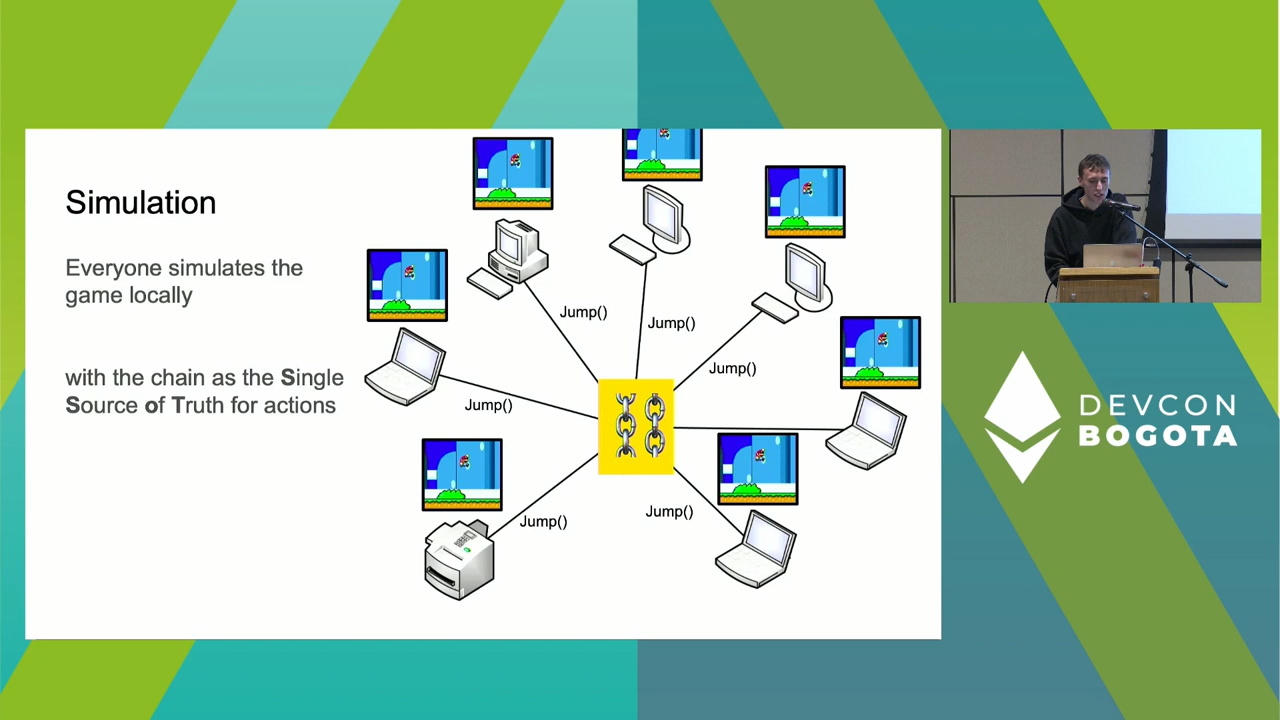 Simulation
Everyone simulates the
game locally
with the chain as the Single
Source of Truth for actions
Jump()
Jump()
Jump()
Jump()
Jump()
Jump()
DEVCON
BOGOTA